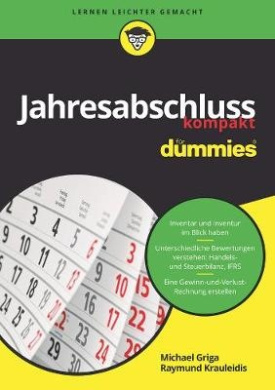 LERNEN LEICHTER GEMACHT
Jahresabschluss
kompakt
für
dummies®
Inventar und Inventur
im Blick haben
Unterschiedliche Bewertungen
verstehen: Handels-
und Steuerbilanz, IFRS
Eine Gewinn-und-Verlust-
Rechnung erstellen
Michael Griga
Raymund Krauleidis